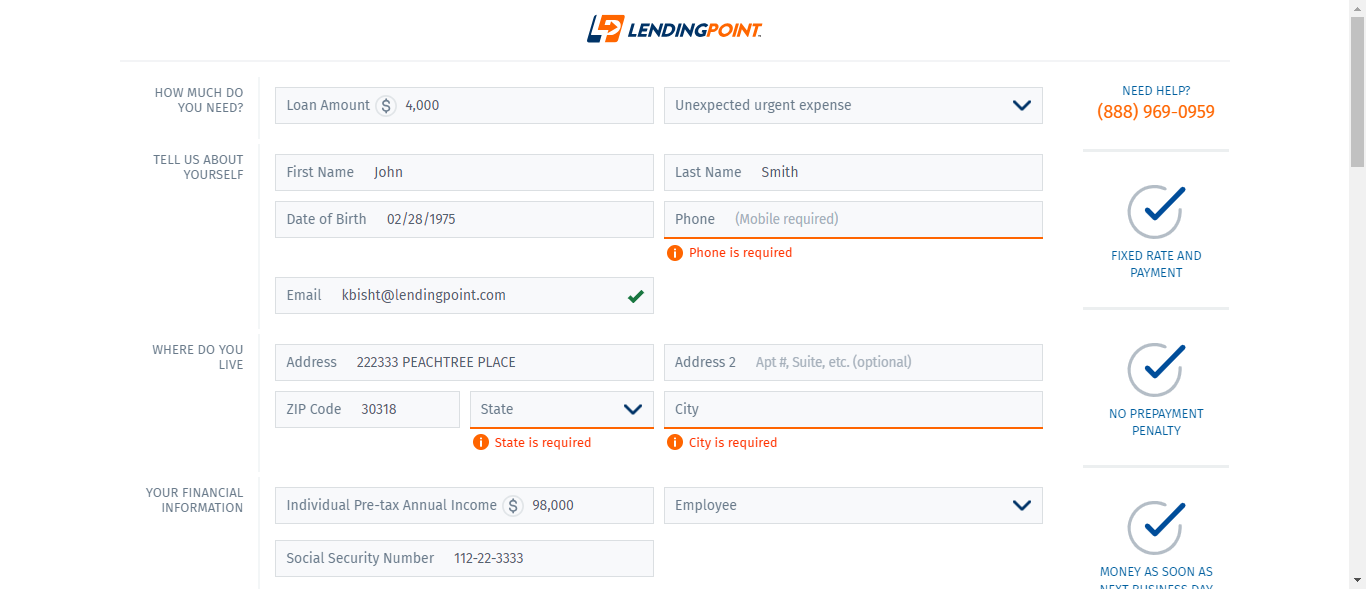 LENDINGPOINT
HOW MUCH DO
YOU NEED?
Loan Amount $ 4,000
Unexpected urgent expense
NEED HELP?
(888) 969-0959
TELL US ABOUT
YOURSELF
First Name John
Last Name Smith
Date of Birth 02/28/1975
Phone (Mobile required)
Phone is required
Email kbisht@lendingpoint.com
FIXED RATE AND
PAYMENT
WHERE DO YOU
LIVE
Address 222333 PEACHTREE PLACE
Address 2 Apt #, Suite, etc. (optional)
ZIP Code 30318
State
City
State is required
City is required
NO PREPAYMENT
PENALTY
YOUR FINANCIAL
INFORMATION
Individual Pre-tax Annual Income $ 98,000
Employee
Social Security Number 112-22-3333
MONEY AS SOON AS
NEXT BUSINESS DAY